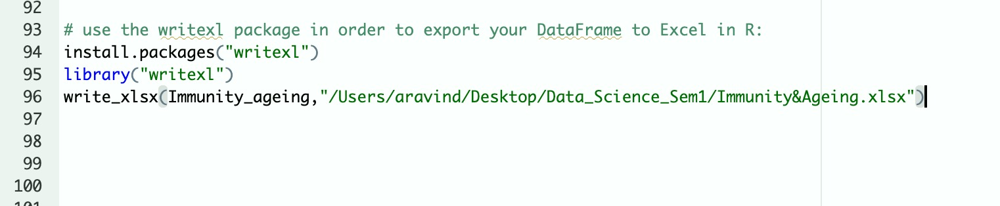 92
93 # use the writexl package in order to export your DataFrame to Excel in R:
94 install.packages("writexl")
95 library("writexl")
96 write_xlsx(Immunity_ageing,"/Users/aravind/Desktop/Data_Science_Sem1/Immunity&Ageing.xlsx")
97
98
99
100
101